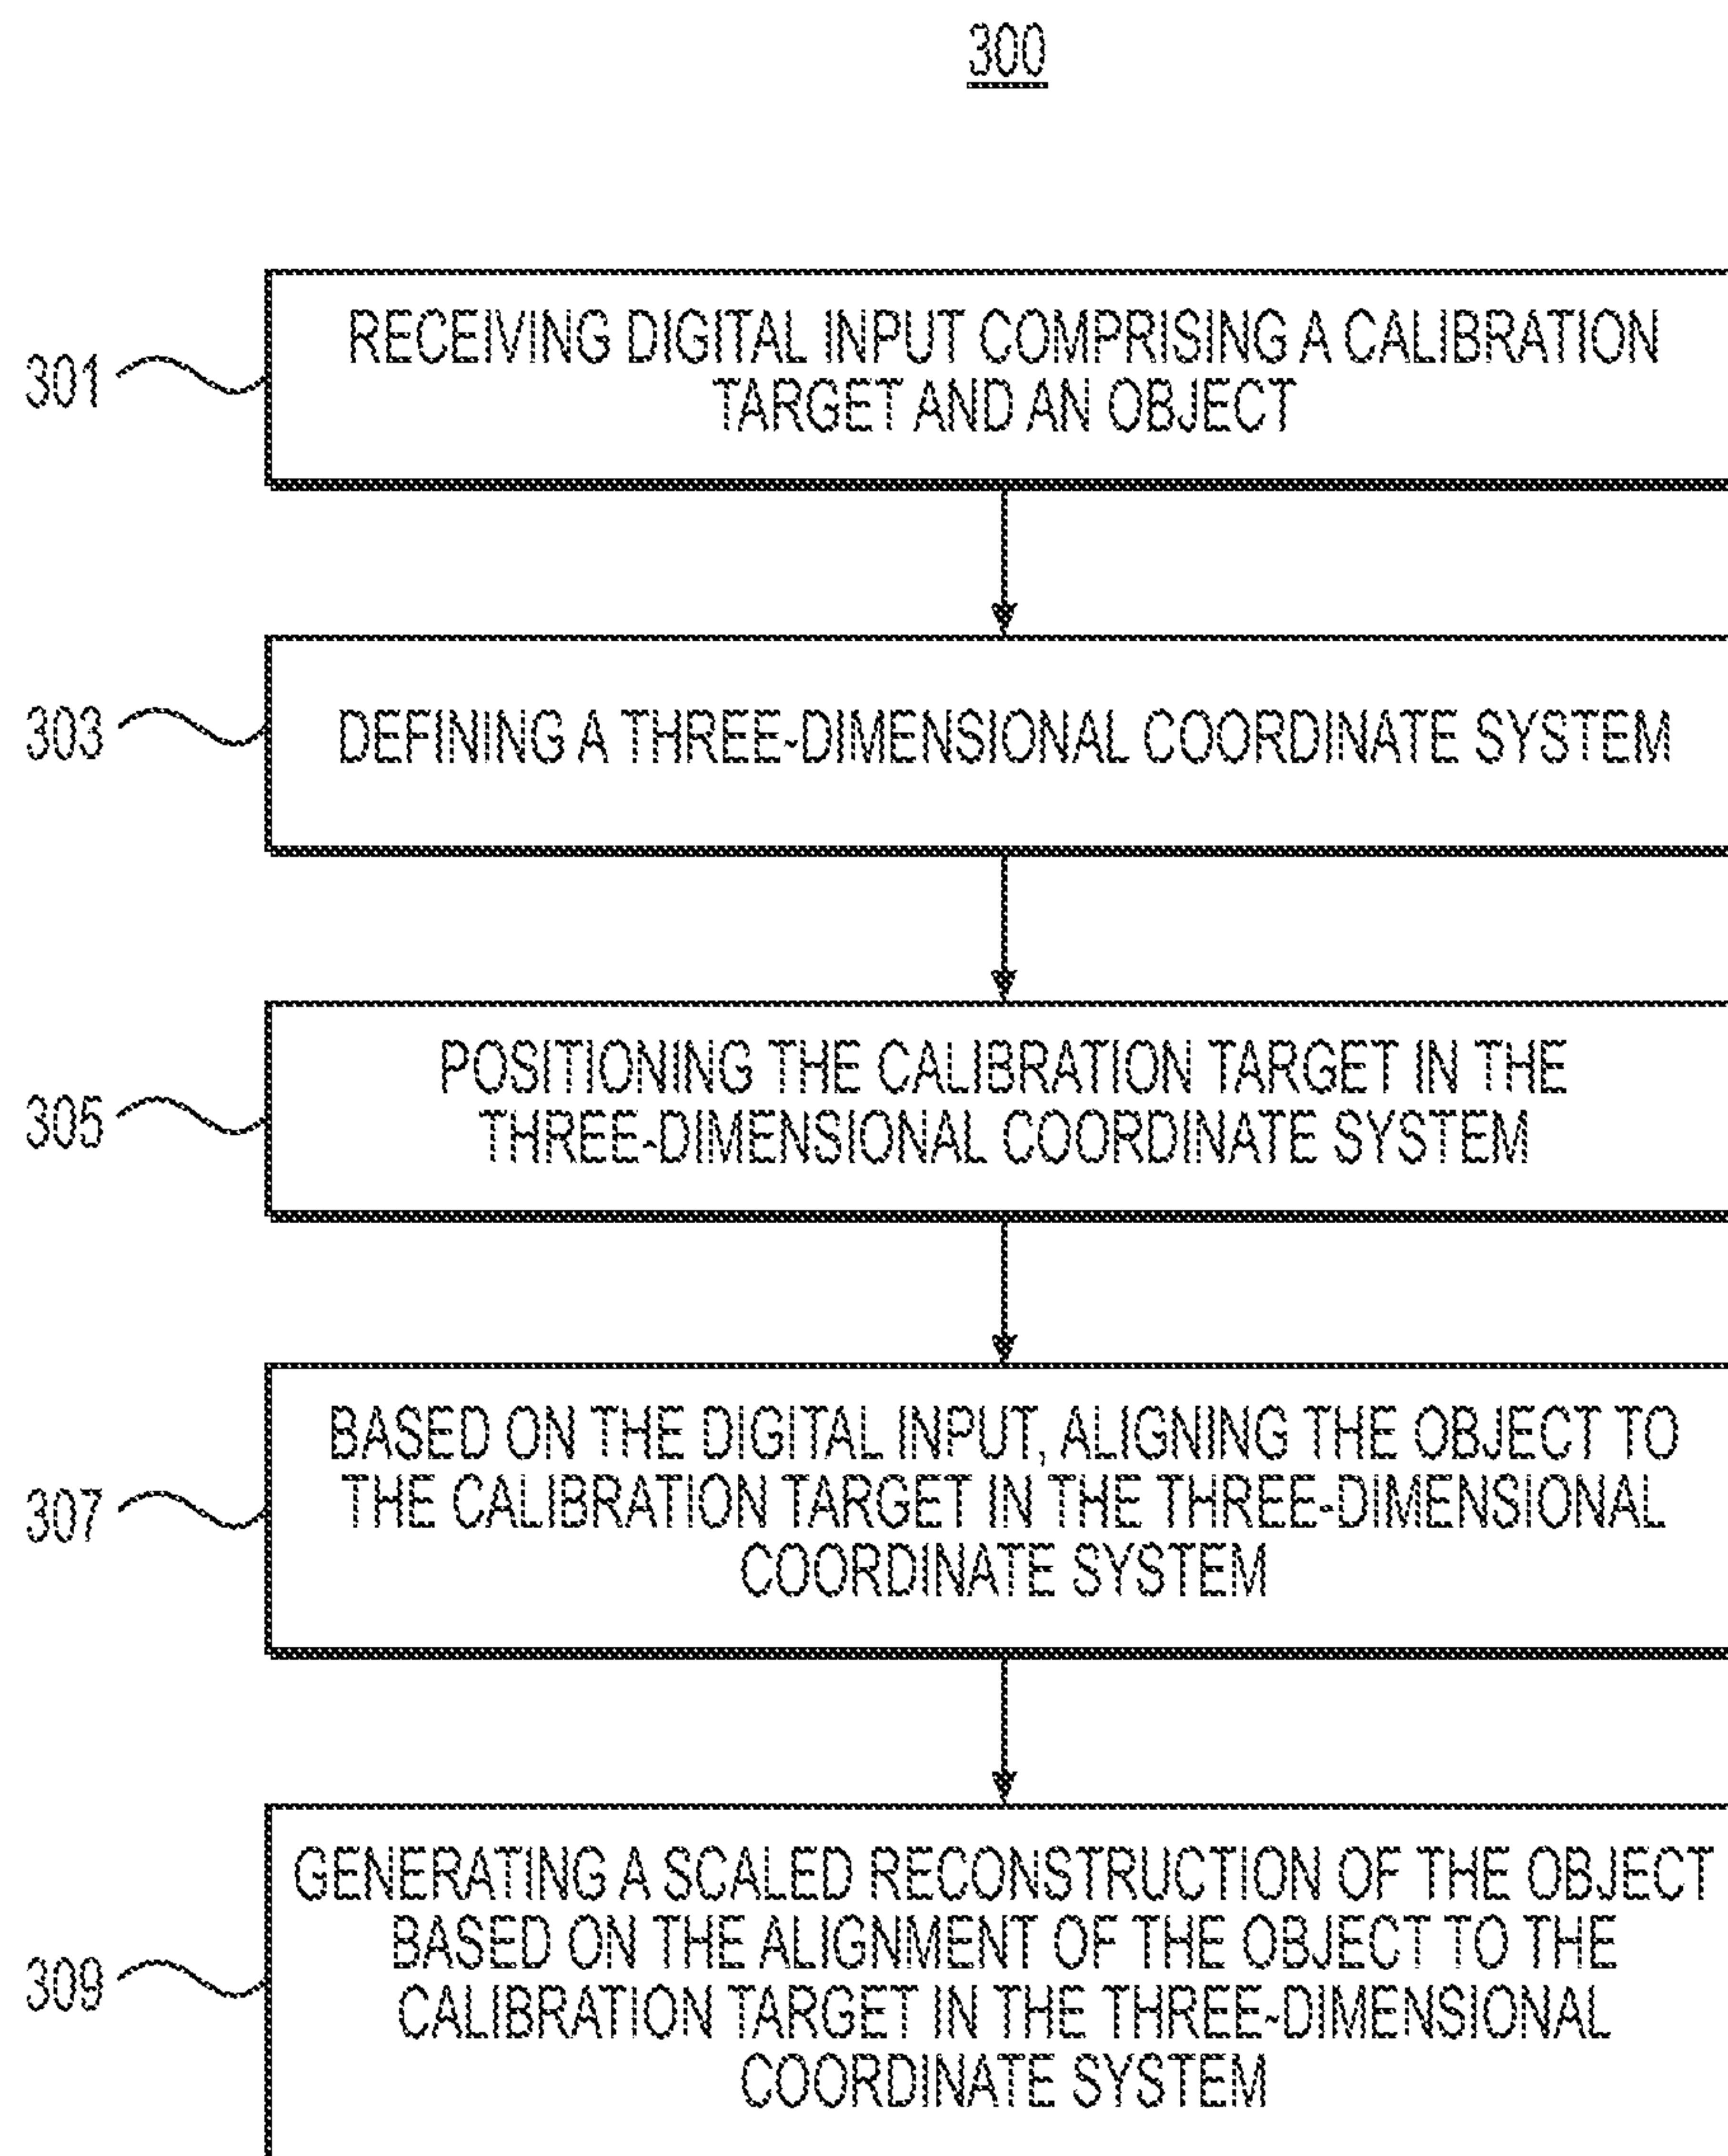 300
301
RECEIVING DIGITAL INPUT COMPRISING A CALIBRATION
TARGET AND AN OBJECT
303
DEFINING A THREE-DIMENSIONAL COORDINATE SYSTEM
305
POSITIONING THE CALIBRATION TARGET IN THE
THREE-DIMENSIONAL COORDINATE SYSTEM
307
BASED ON THE DIGITAL INPUT, ALIGNING THE OBJECT TO
THE CALIBRATION TARGET IN THE THREE-DIMENSIONAL
COORDINATE SYSTEM
309
GENERATING A SCALED RECONSTRUCTION OF THE OBJECT
BASED ON THE ALIGNMENT OF THE OBJECT TO THE
CALIBRATION TARGET IN THE THREE-DIMENSIONAL
COORDINATE SYSTEM